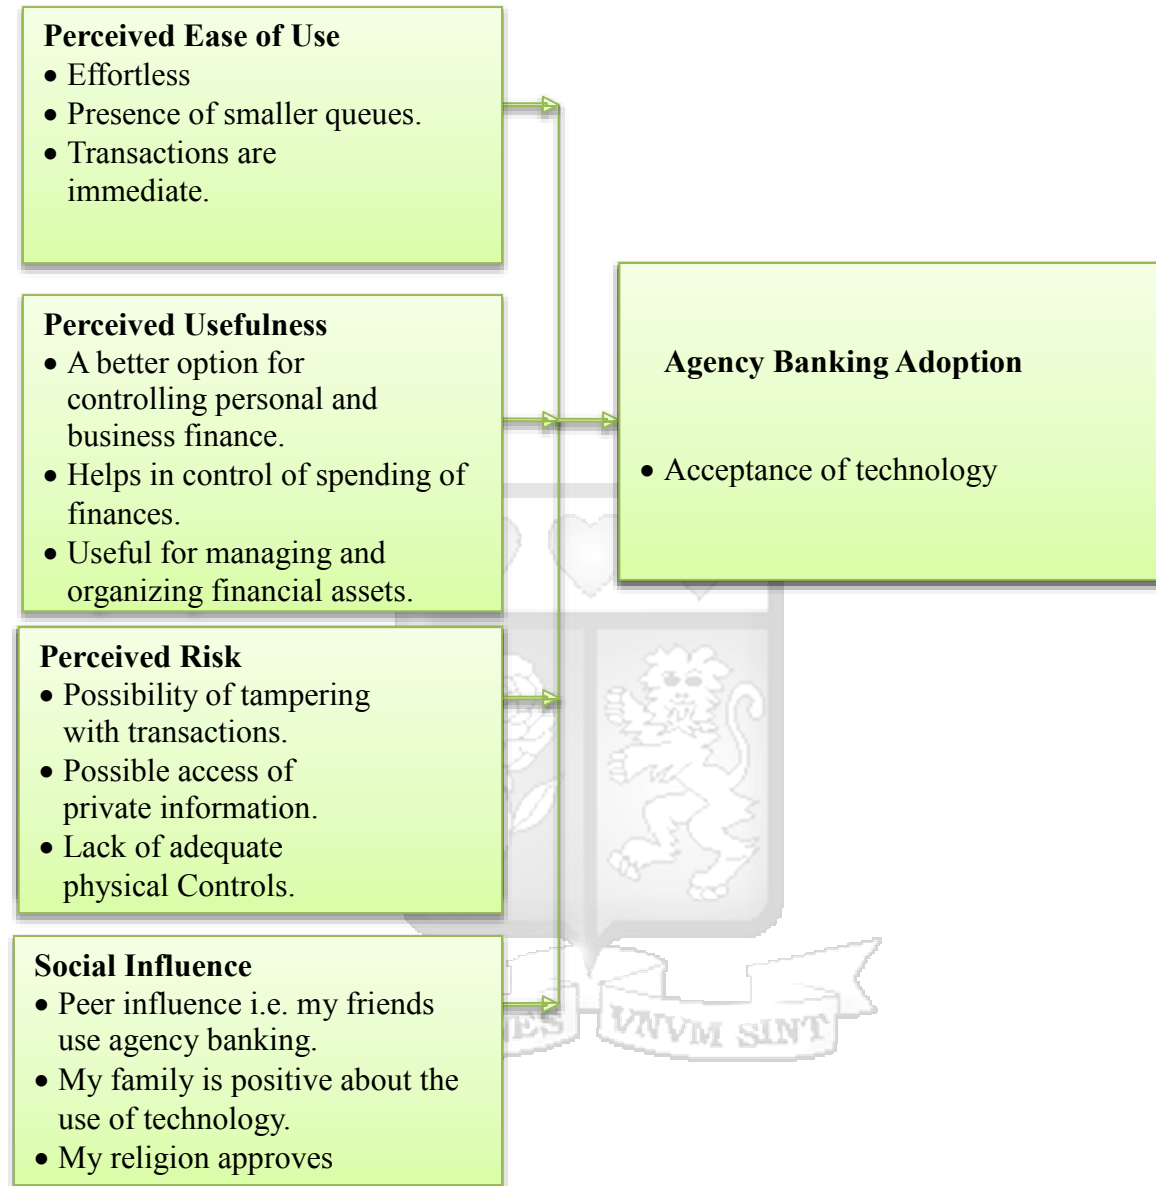 Perceived Ease of Use
• Effortless
• Presence of smaller queues.
• Transactions are
immediate.
Perceived Usefulness
• A better option for
controlling personal and
business finance.
• Helps in control of spending of
finances.
• Useful for managing and
organizing financial assets.
Perceived Risk
• Possibility of tampering
with transactions.
• Possible access of
private information.
• Lack of adequate
physical Controls.
Social Influence
• Peer influence i.e. my friends
use agency banking.
• My family is positive about the
use of technology.
• My religion approves
Agency Banking Adoption
• Acceptance of technology
VNVM SINT